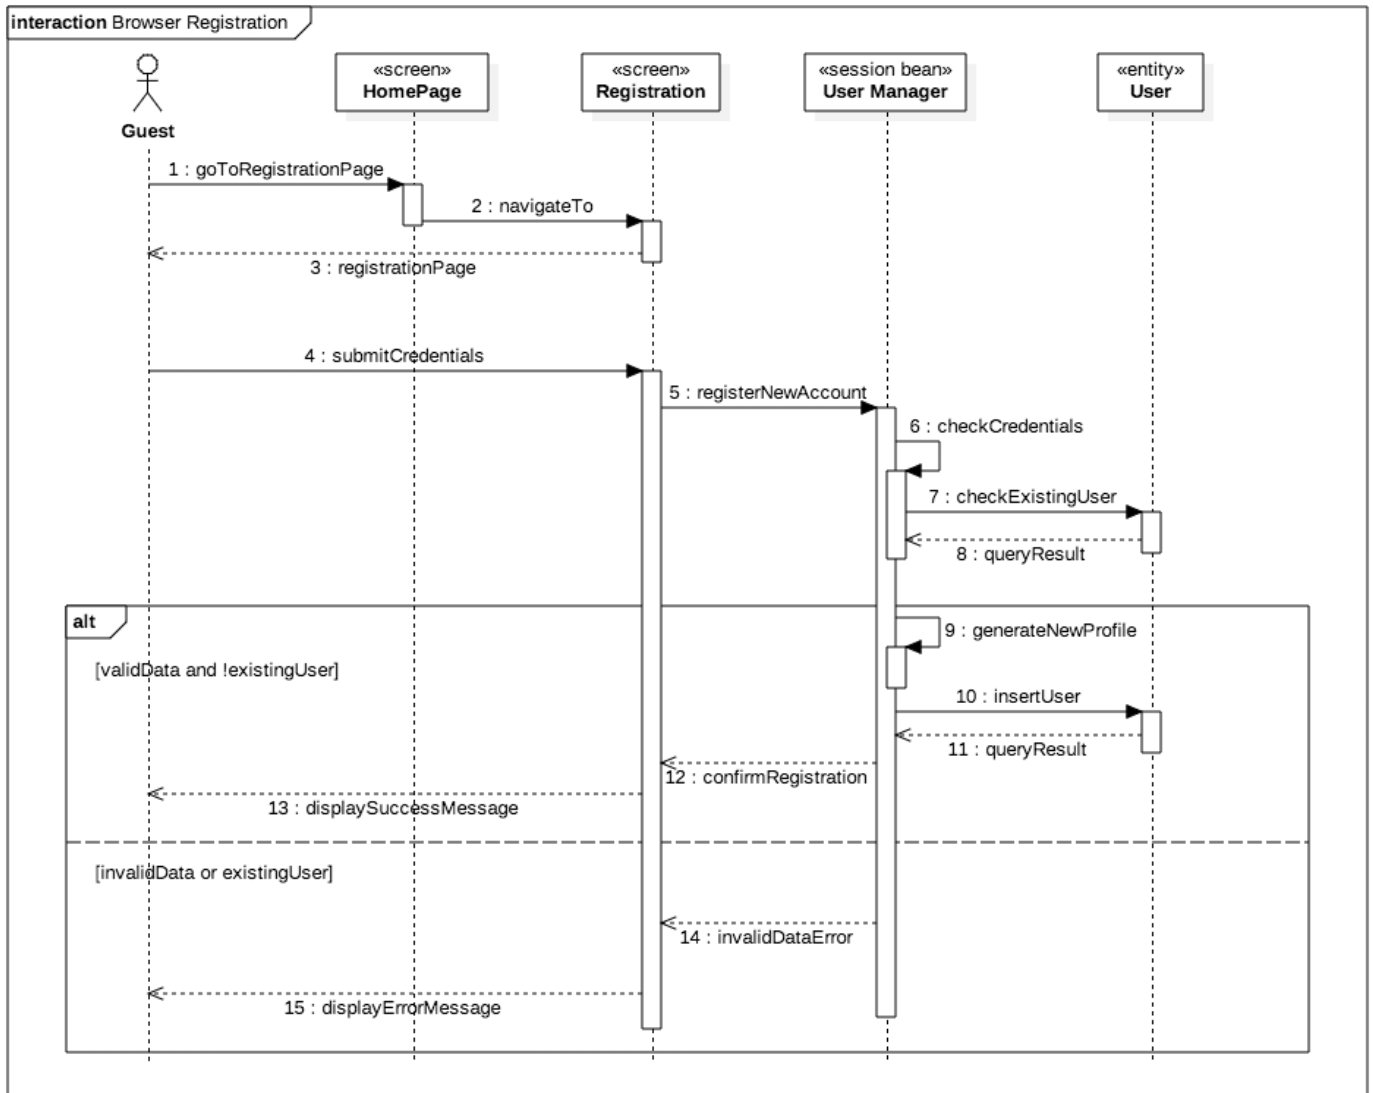 interaction Browser Registration
Guest
«screen»
HomePage
«screen»
Registration
«session bean»
User Manager
«entity»
User
1 : goToRegistrationPage
2 : navigateTo
3 : registrationPage
4 : submitCredentials
5 : registerNewAccount
6 : checkCredentials
7 : checkExistingUser
8 : queryResult
alt
[validData and !existingUser]
9 : generateNewProfile
10 : insertUser
11 : queryResult
12 : confirmRegistration
13 : displaySuccessMessage
[invalidData or existingUser]
14 : invalidDataError
15 : displayErrorMessage